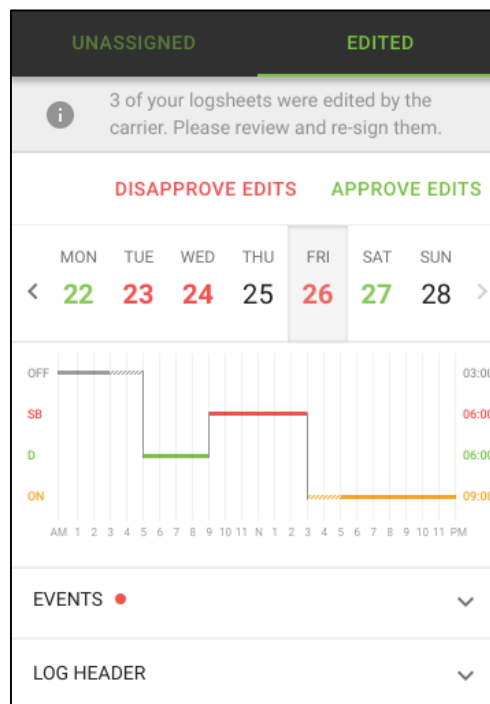 UNASSIGNED EDITED
3 of your logsheets were edited by the
carrier. Please review and re-sign them.
DISAPPROVE EDITS APPROVE EDITS
MON TUE WED THU FRI SAT SUN
22 23 24 25 26 27 28
OFF 03:00
SB 06:00
D 06:00
ON 09:00
AM 1 2 3 4 5 6 7 8 9 10 11 N 1 2 3 4 5 6 7 8 9 10 11 PM
EVENTS
LOG HEADER